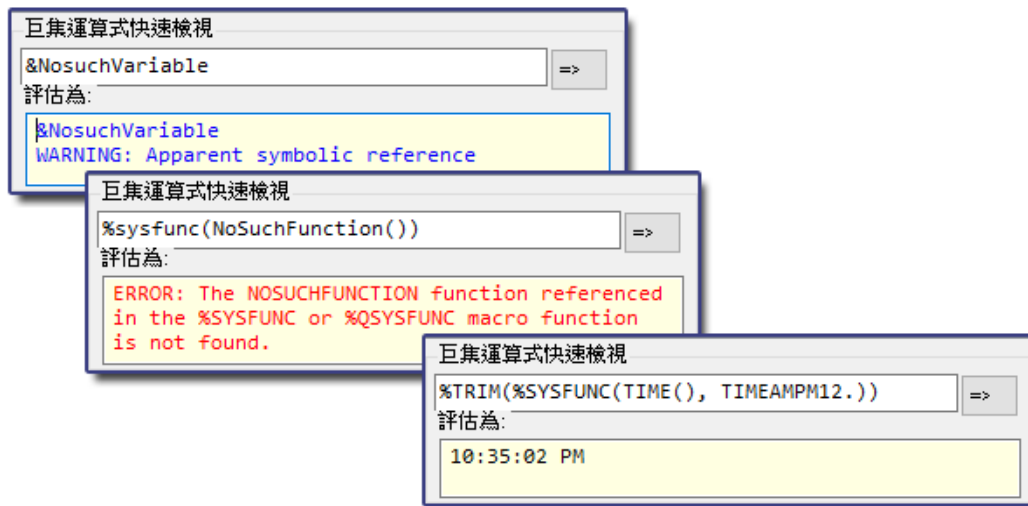 巨集運算式快速檢視
&NosuchVariable
=>
評估為:
&NosuchVariable
WARNING: Apparent symbolic reference
巨集運算式快速檢視
%sysfunc(NoSuchFunction())
=>
評估為:
ERROR: The NOSUCHFUNCTION function referenced
in the %SYSFUNC or %QSYSFUNC macro function
is not found.
巨集運算式快速檢視
%TRIM(%SYSFUNC(TIME(), TIMEAMPM12.))
=>
評估為:
10:35:02 PM